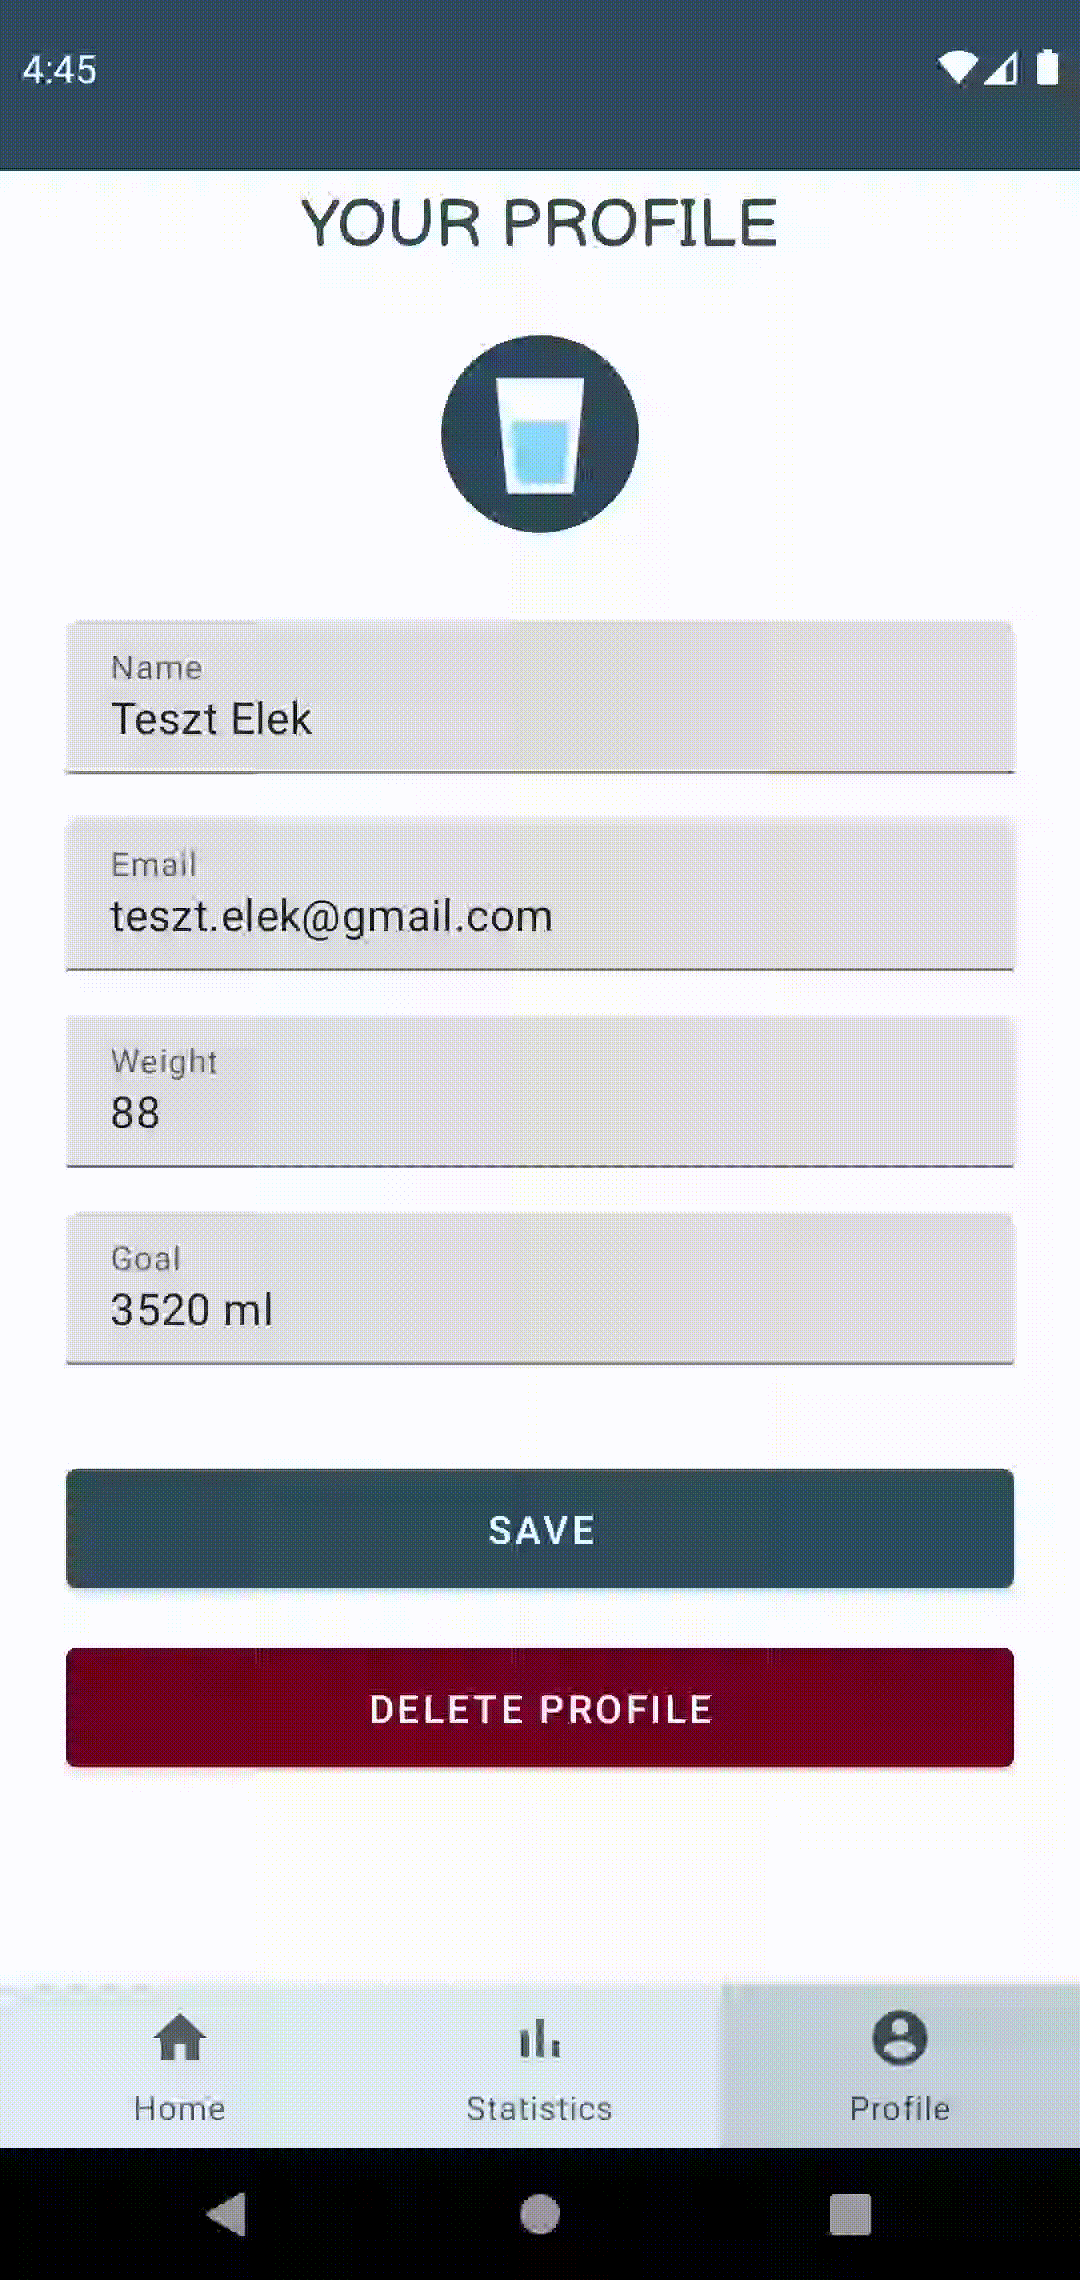 4:45
YOUR PROFILE
Name
Teszt Elek
Email
teszt.elek@gmail.com
Weight
88
Goal
3520 ml
SAVE
DELETE PROFILE
Home
Statistics
Profile